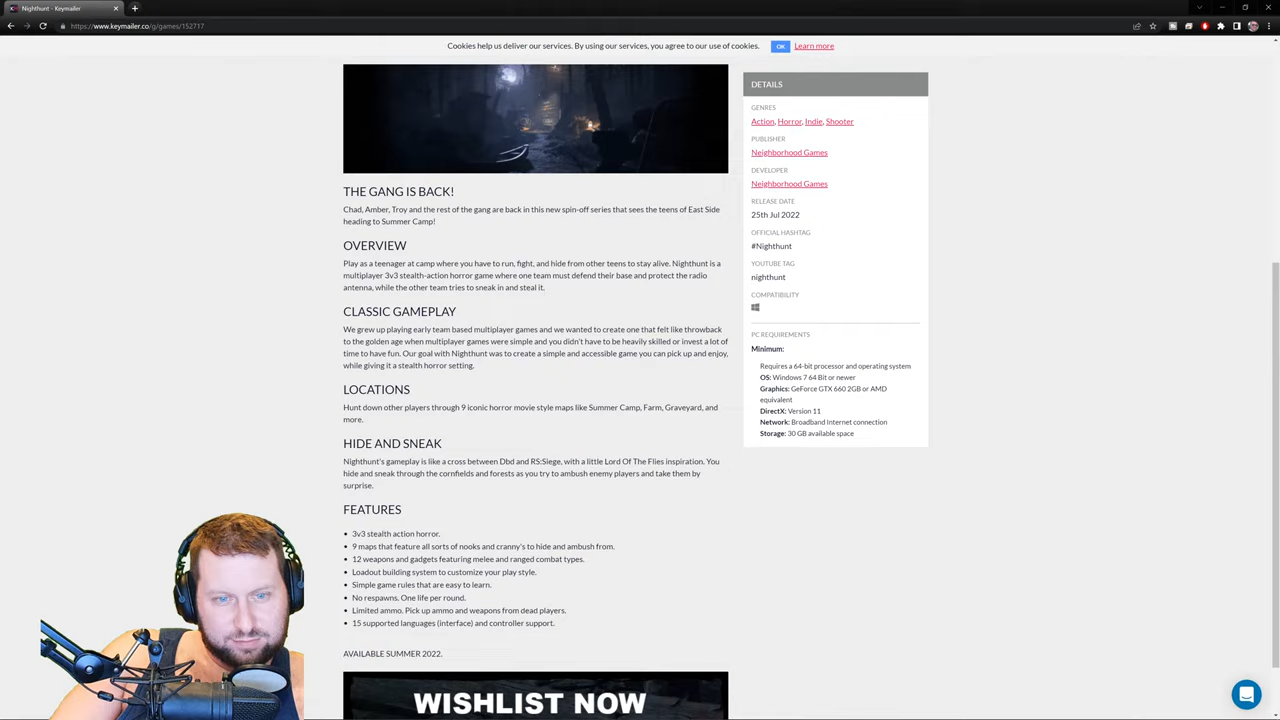 Nighthunt - Keymailer
https://www.keymailer.co/g/games/152717
Cookies help us deliver our services. By using our services, you agree to our use of cookies. OK Learn more
THE GANG IS BACK!
Chad, Amber, Troy and the rest of the gang are back in this new spin-off series that sees the teens of East Side
heading to Summer Camp!
OVERVIEW
Play as a teenager at camp where you have to run, fight, and hide from other teens to stay alive. Nighthunt is a
multiplayer 3v3 stealth-action horror game where one team must defend their base and protect the radio
antenna, while the other team tries to sneak in and steal it.
CLASSIC GAMEPLAY
We grew up playing early team based multiplayer games and we wanted to create one that felt like throwback
to the golden age when multiplayer games were simple and you didn't have to be heavily skilled or invest a lot
of time to have fun. Our goal with Nighthunt was to create a simple and accessible game you can pick up and enjoy,
while giving it a stealth horror setting.
LOCATIONS
Hunt down other players through 9 iconic horror movie style maps like Summer Camp, Farm, Graveyard, and
more.
HIDE AND SNEAK
Nighthunt's gameplay is like a cross between Dbd and RS:Siege, with a little Lord Of The Flies inspiration. You
hide and sneak through the cornfields and forests as you try to ambush enemy players and take them by
surprise.
FEATURES
• 3v3 stealth action horror.
• 9 maps that feature all sorts of nooks and cranny's to hide and ambush from.
• 12 weapons and gadgets featuring melee and ranged combat types.
• Loadout building system to customize your play style.
• Simple game rules that are easy to learn.
• No respawns. One life per round.
• Limited ammo. Pick up ammo and weapons from dead players.
• 15 supported languages (interface) and controller support.
AVAILABLE SUMMER 2022.
WISHLIST NOW
DETAILS
GENRES
Action, Horror, Indie, Shooter
PUBLISHER
Neighborhood Games
DEVELOPER
Neighborhood Games
RELEASE DATE
25th Jul 2022
OFFICIAL HASHTAG
#Nighthunt
YOUTUBE TAG
nighthunt
COMPATIBILITY
PC REQUIREMENTS
Minimum:
Requires a 64-bit processor and operating system
OS: Windows 7 64 Bit or newer
Graphics: GeForce GTX 660 2GB or AMD
equivalent
DirectX: Version 11
Network: Broadband Internet connection
Storage: 30 GB available space